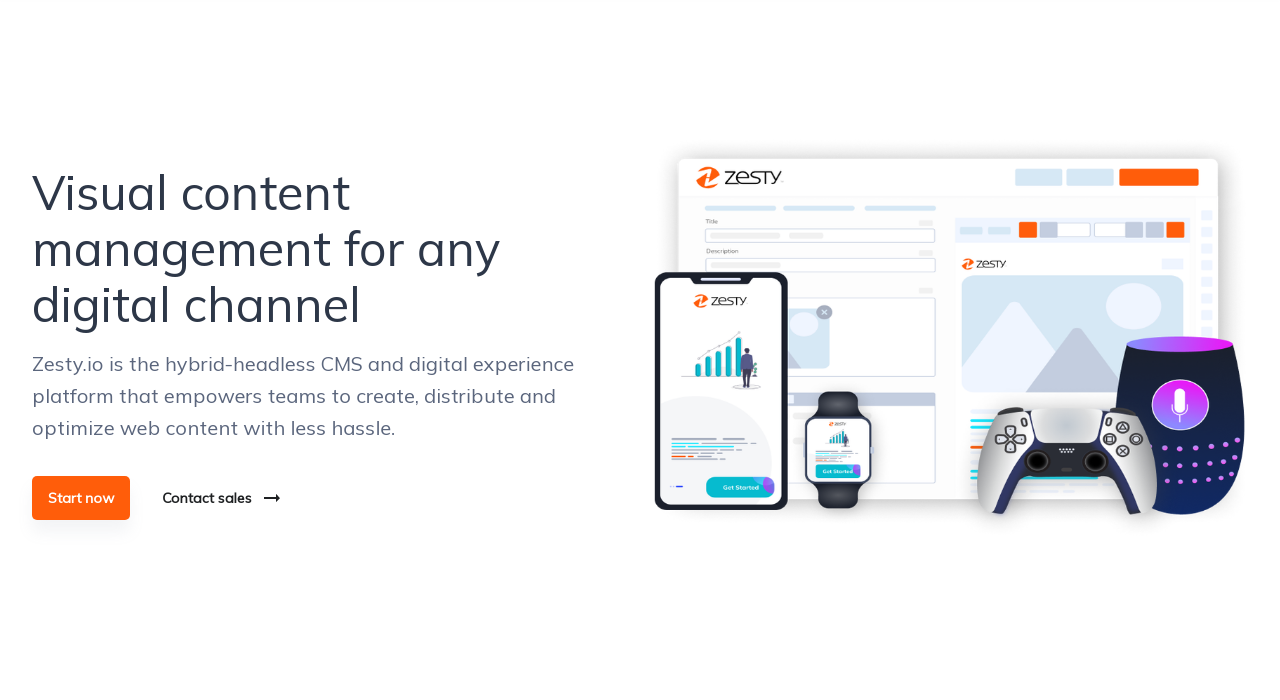 Visual content
management for any
digital channel
Zesty.io is the hybrid-headless CMS and digital experience
platform that empowers teams to create, distribute and
optimize web content with less hassle.
Start now
Contact sales
ZESTY
Title
Description
ZESTY
ZESTY
Get Started
ZESTY
Get Started